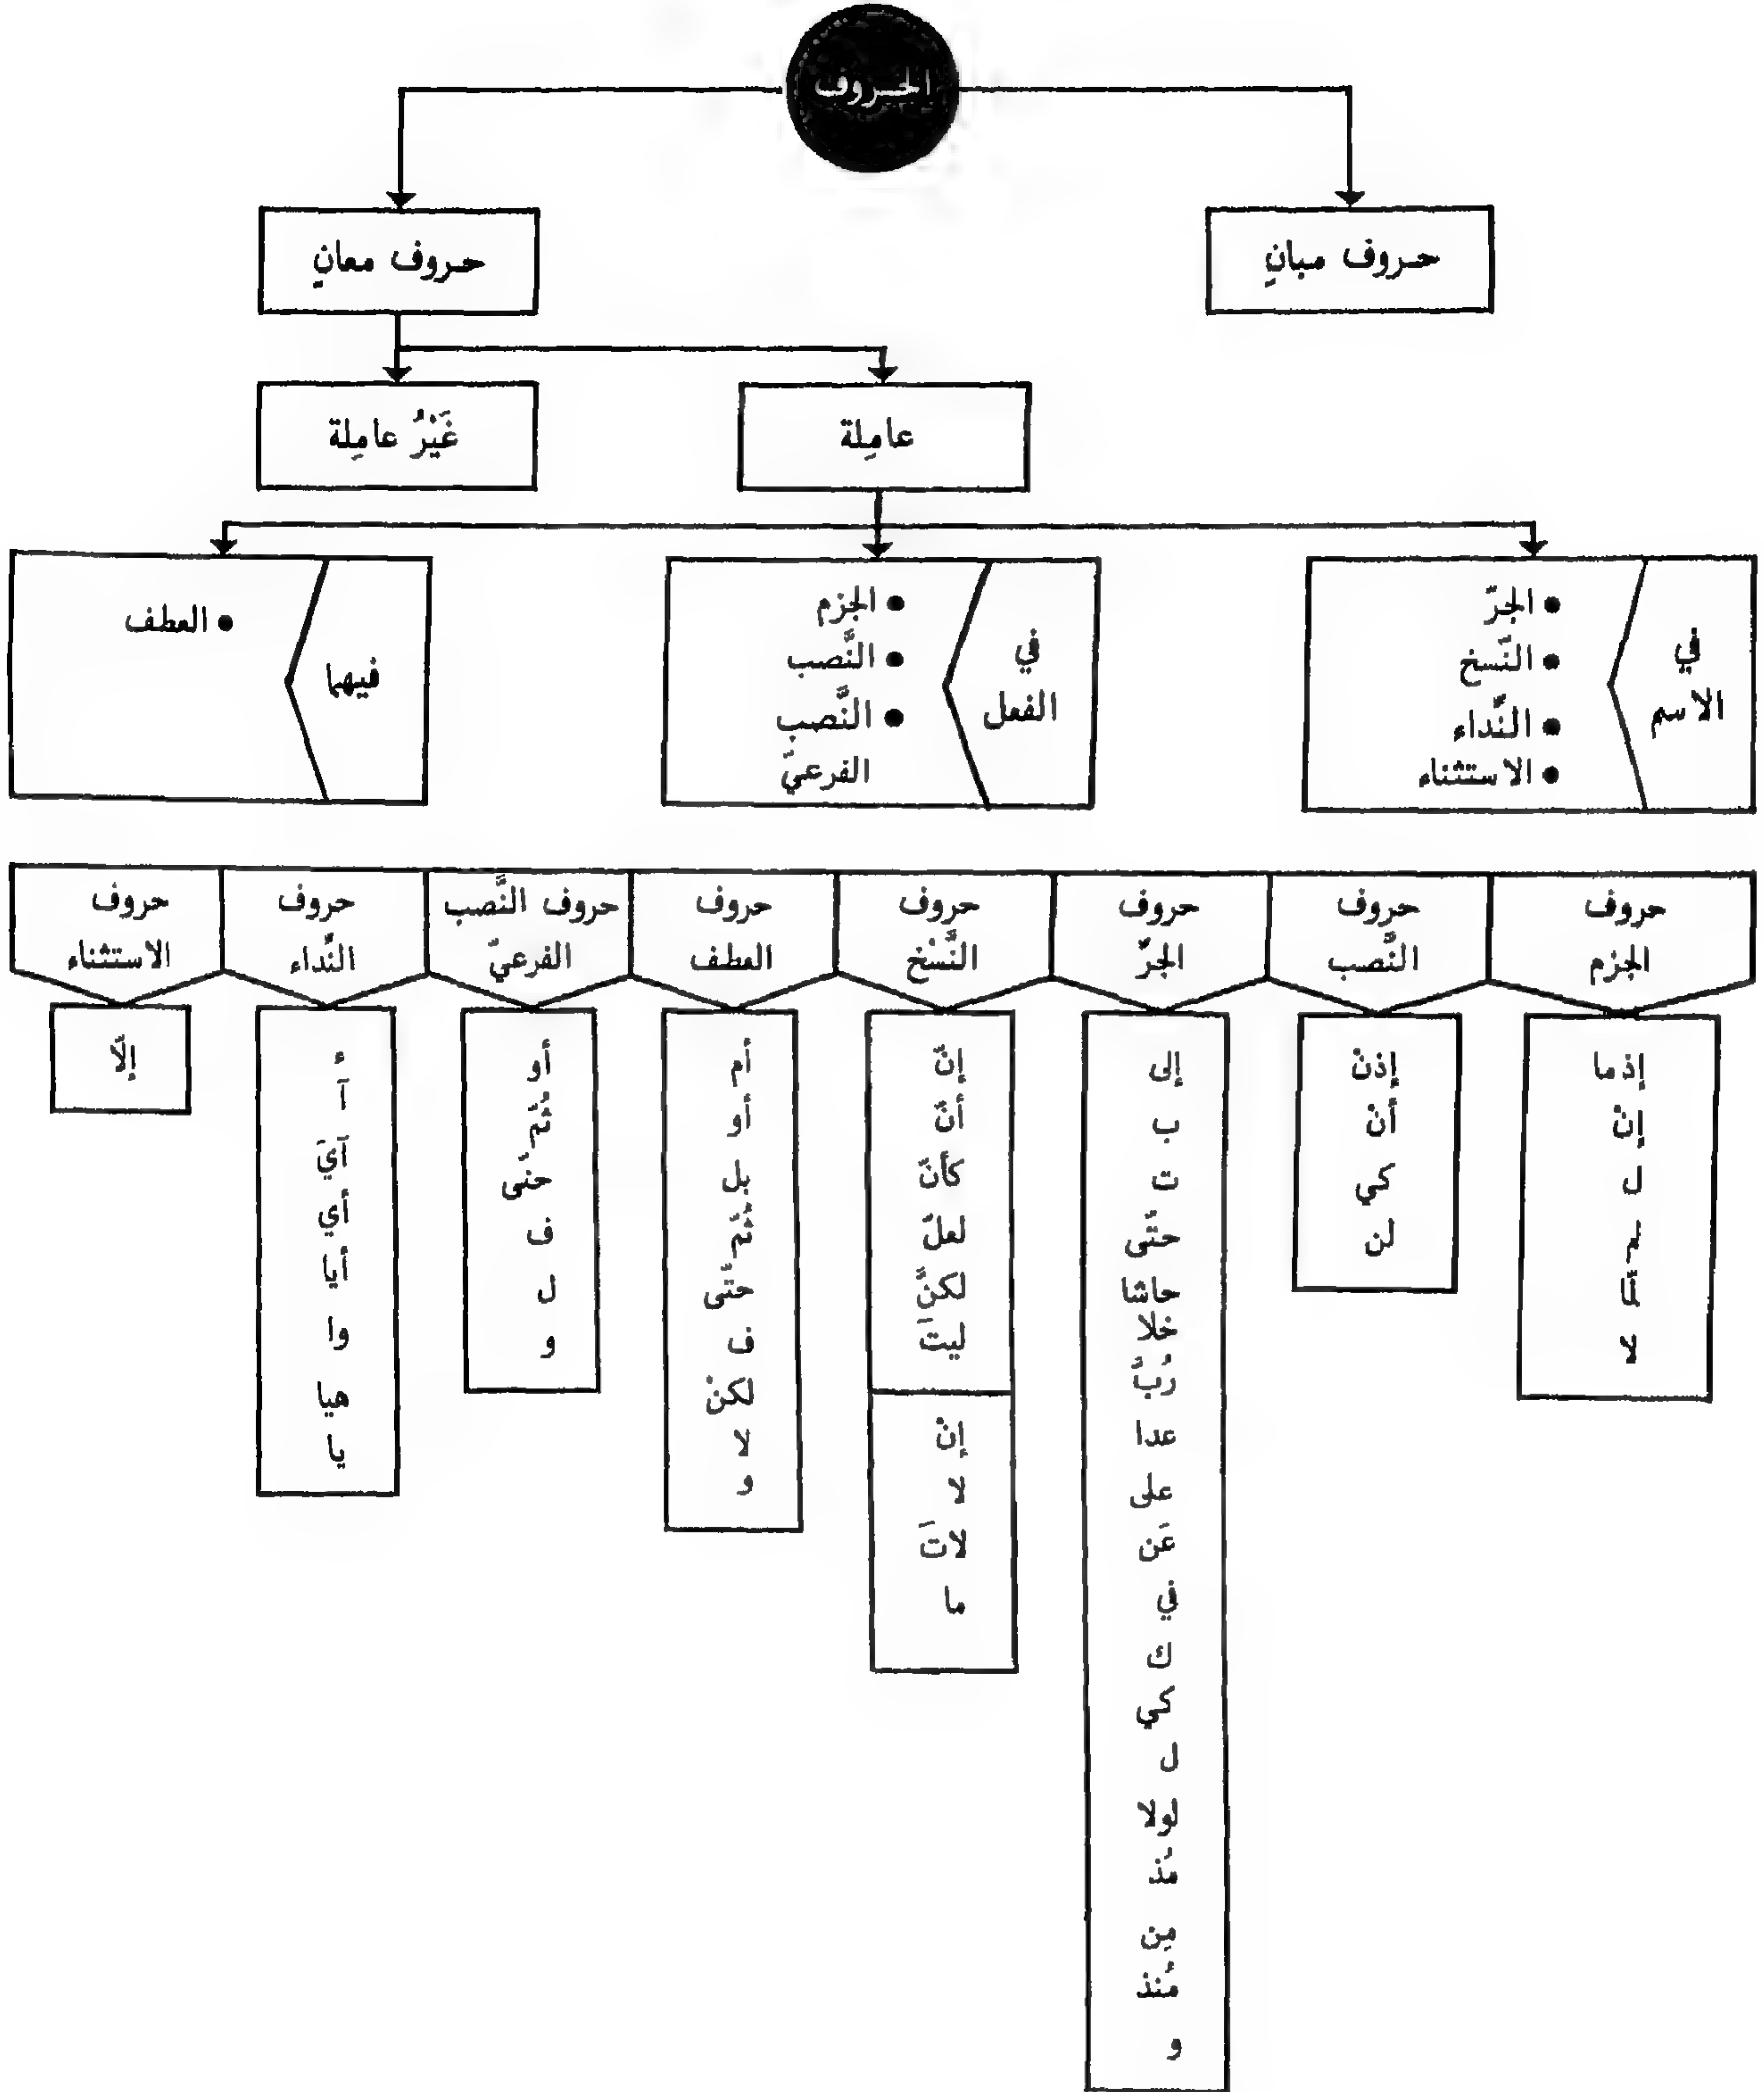 الحروف
حروف مبانٍ
حروف معانٍ
عامِلة
غَيْرُ عامِلة
في
الاسم
• الجرّ
• النَّسخ
• النِّداء
• الاستثناء
في
الفعل
• الجزم
• النَّصب
• النَّصب
الفرعيّ
فيهما
• العطف
حروف
الجزم
إذما
إنْ
ل
لم
لمَّا
لا
حروف
النَّصب
إذنْ
أنْ
كي
لن
حروف
الجرّ
إلى
ب
ت
حتَّى
حاشا
خلا
رُبَّ
عدا
على
عَن
في
ك
كي
ل
لولا
مُذ
مِن
مُنذ
و
حروف
النَّسْخ
إنّ
أنّ
كأنّ
لعلّ
لكنَّ
ليتَ
إنْ
لا
لاتَ
ما
حروف
العطف
أم
أو
بل
ثُمّ
حتَّى
ف
لكنْ
لا
و
حروف النَّصب
الفرعيّ
أو
ثُمّ
حتَّى
ف
ل
و
حروف
النِّداء
ء
آ
آيْ
أي
أيا
وا
هيا
يا
حروف
الاستثناء
إلّا